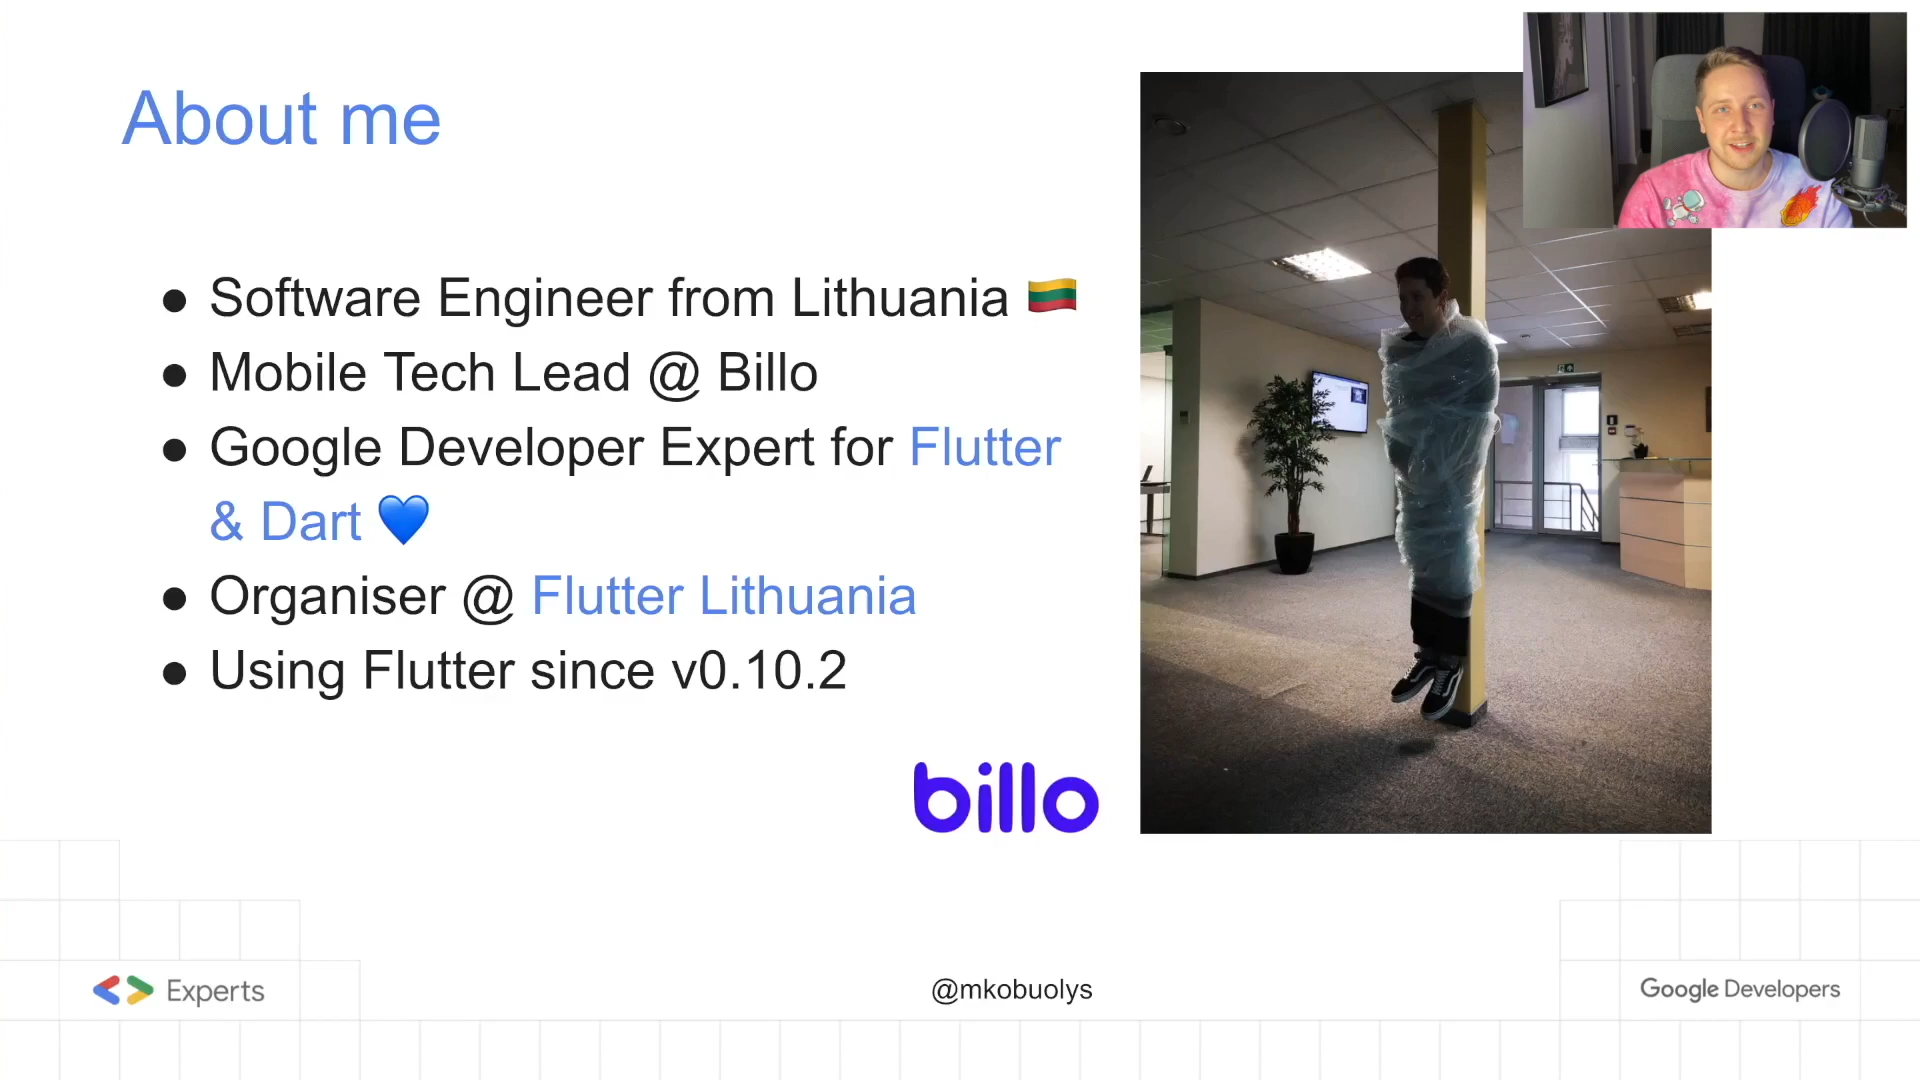 About me
● Software Engineer from Lithuania 🇱🇹
● Mobile Tech Lead @ Billo
● Google Developer Expert for Flutter
& Dart 💙
● Organiser @ Flutter Lithuania
● Using Flutter since v0.10.2
billo
Experts
@mkobuolys
Google Developers